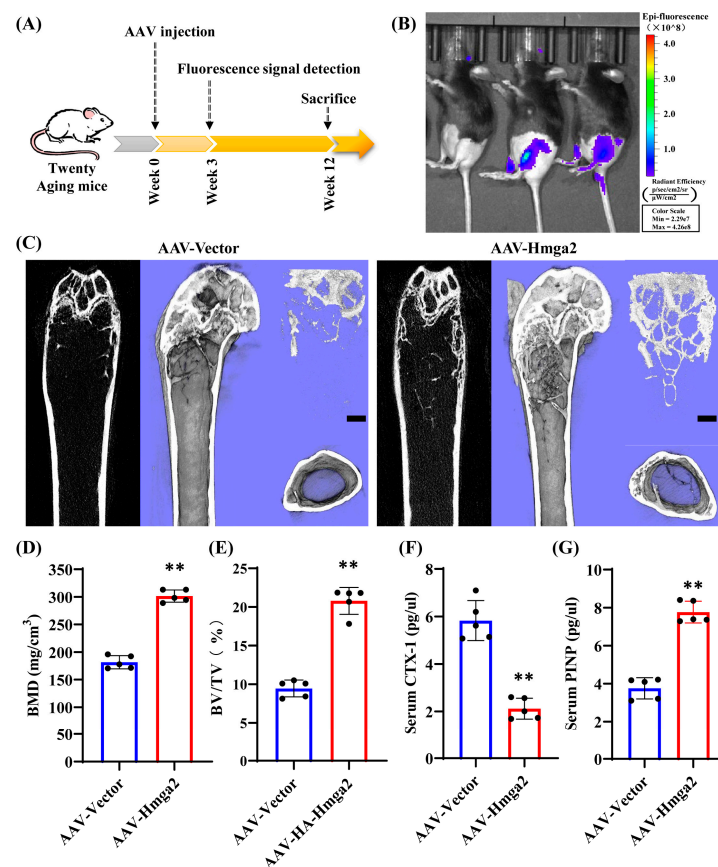 (A)
AAV injection
Fluorescence signal detection
Sacrifice
Twenty
Aging mice
Week 0
Week 3
Week 12
(B)
Epi-fluorescence
(×10^8)
4.0
3.0
2.0
1.0
Radiant Efficiency
(p/sec/cm2/sr
μW/cm2)
Color Scale
Min = 2.29e7
Max = 4.26e8
(C)
AAV-Vector
AAV-Hmga2
(D)
BMD (mg/cm³)
350
300
250
200
150
100
50
0
**
AAV-Vector
AAV-Hmga2
(E)
BV/TV ( %)
25
20
15
10
5
0
**
AAV-Vector
AAV-HA-Hmga2
(F)
Serum CTX-1 (pg/ul)
8
6
4
2
0
**
AAV-Vector
AAV-Hmga2
(G)
Serum PINP (pg/ul)
10
8
6
4
2
0
**
AAV-Vector
AAV-Hmga2